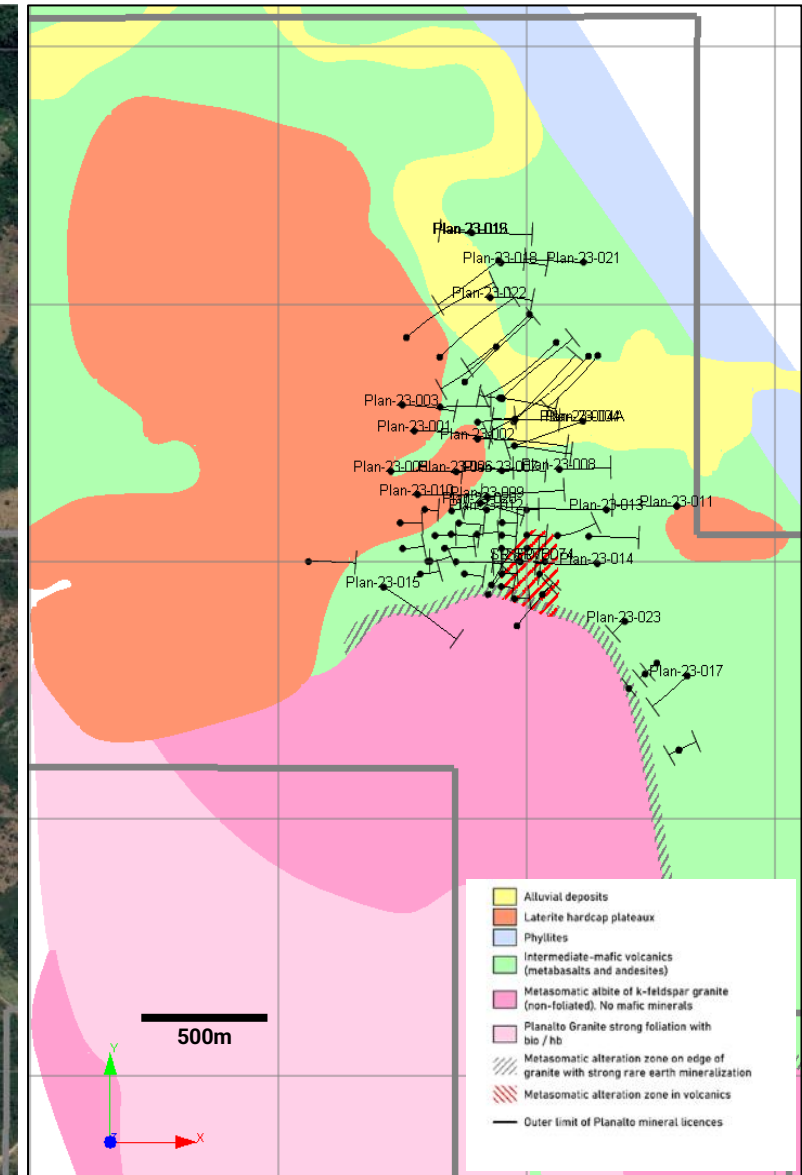 Plan-23-018 Plan-23-021
Plan-23-022
Plan-23-003
Plan-23-001
Plan-23-002
Plan-23-008
Plan-23-010
Plan-23-013
Plan-23-011
Plan-23-014
Plan-23-015
Plan-23-023
Plan-23-017
500m
Y
X
Alluvial deposits
Laterite hardcap plateaux
Phyllites
Intermediate-mafic volcanics
(metabasalts and andesites)
Metasomatic albite of k-feldspar granite
(non-foliated). No mafic minerals
Planalto Granite strong foliation with
bio / hb
Metasomatic alteration zone on edge of
granite with strong rare earth mineralization
Metasomatic alteration zone in volcanics
Outer limit of Planalto mineral licences